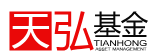 天弘基金
TIANHONG
ASSET MANAGEMENT